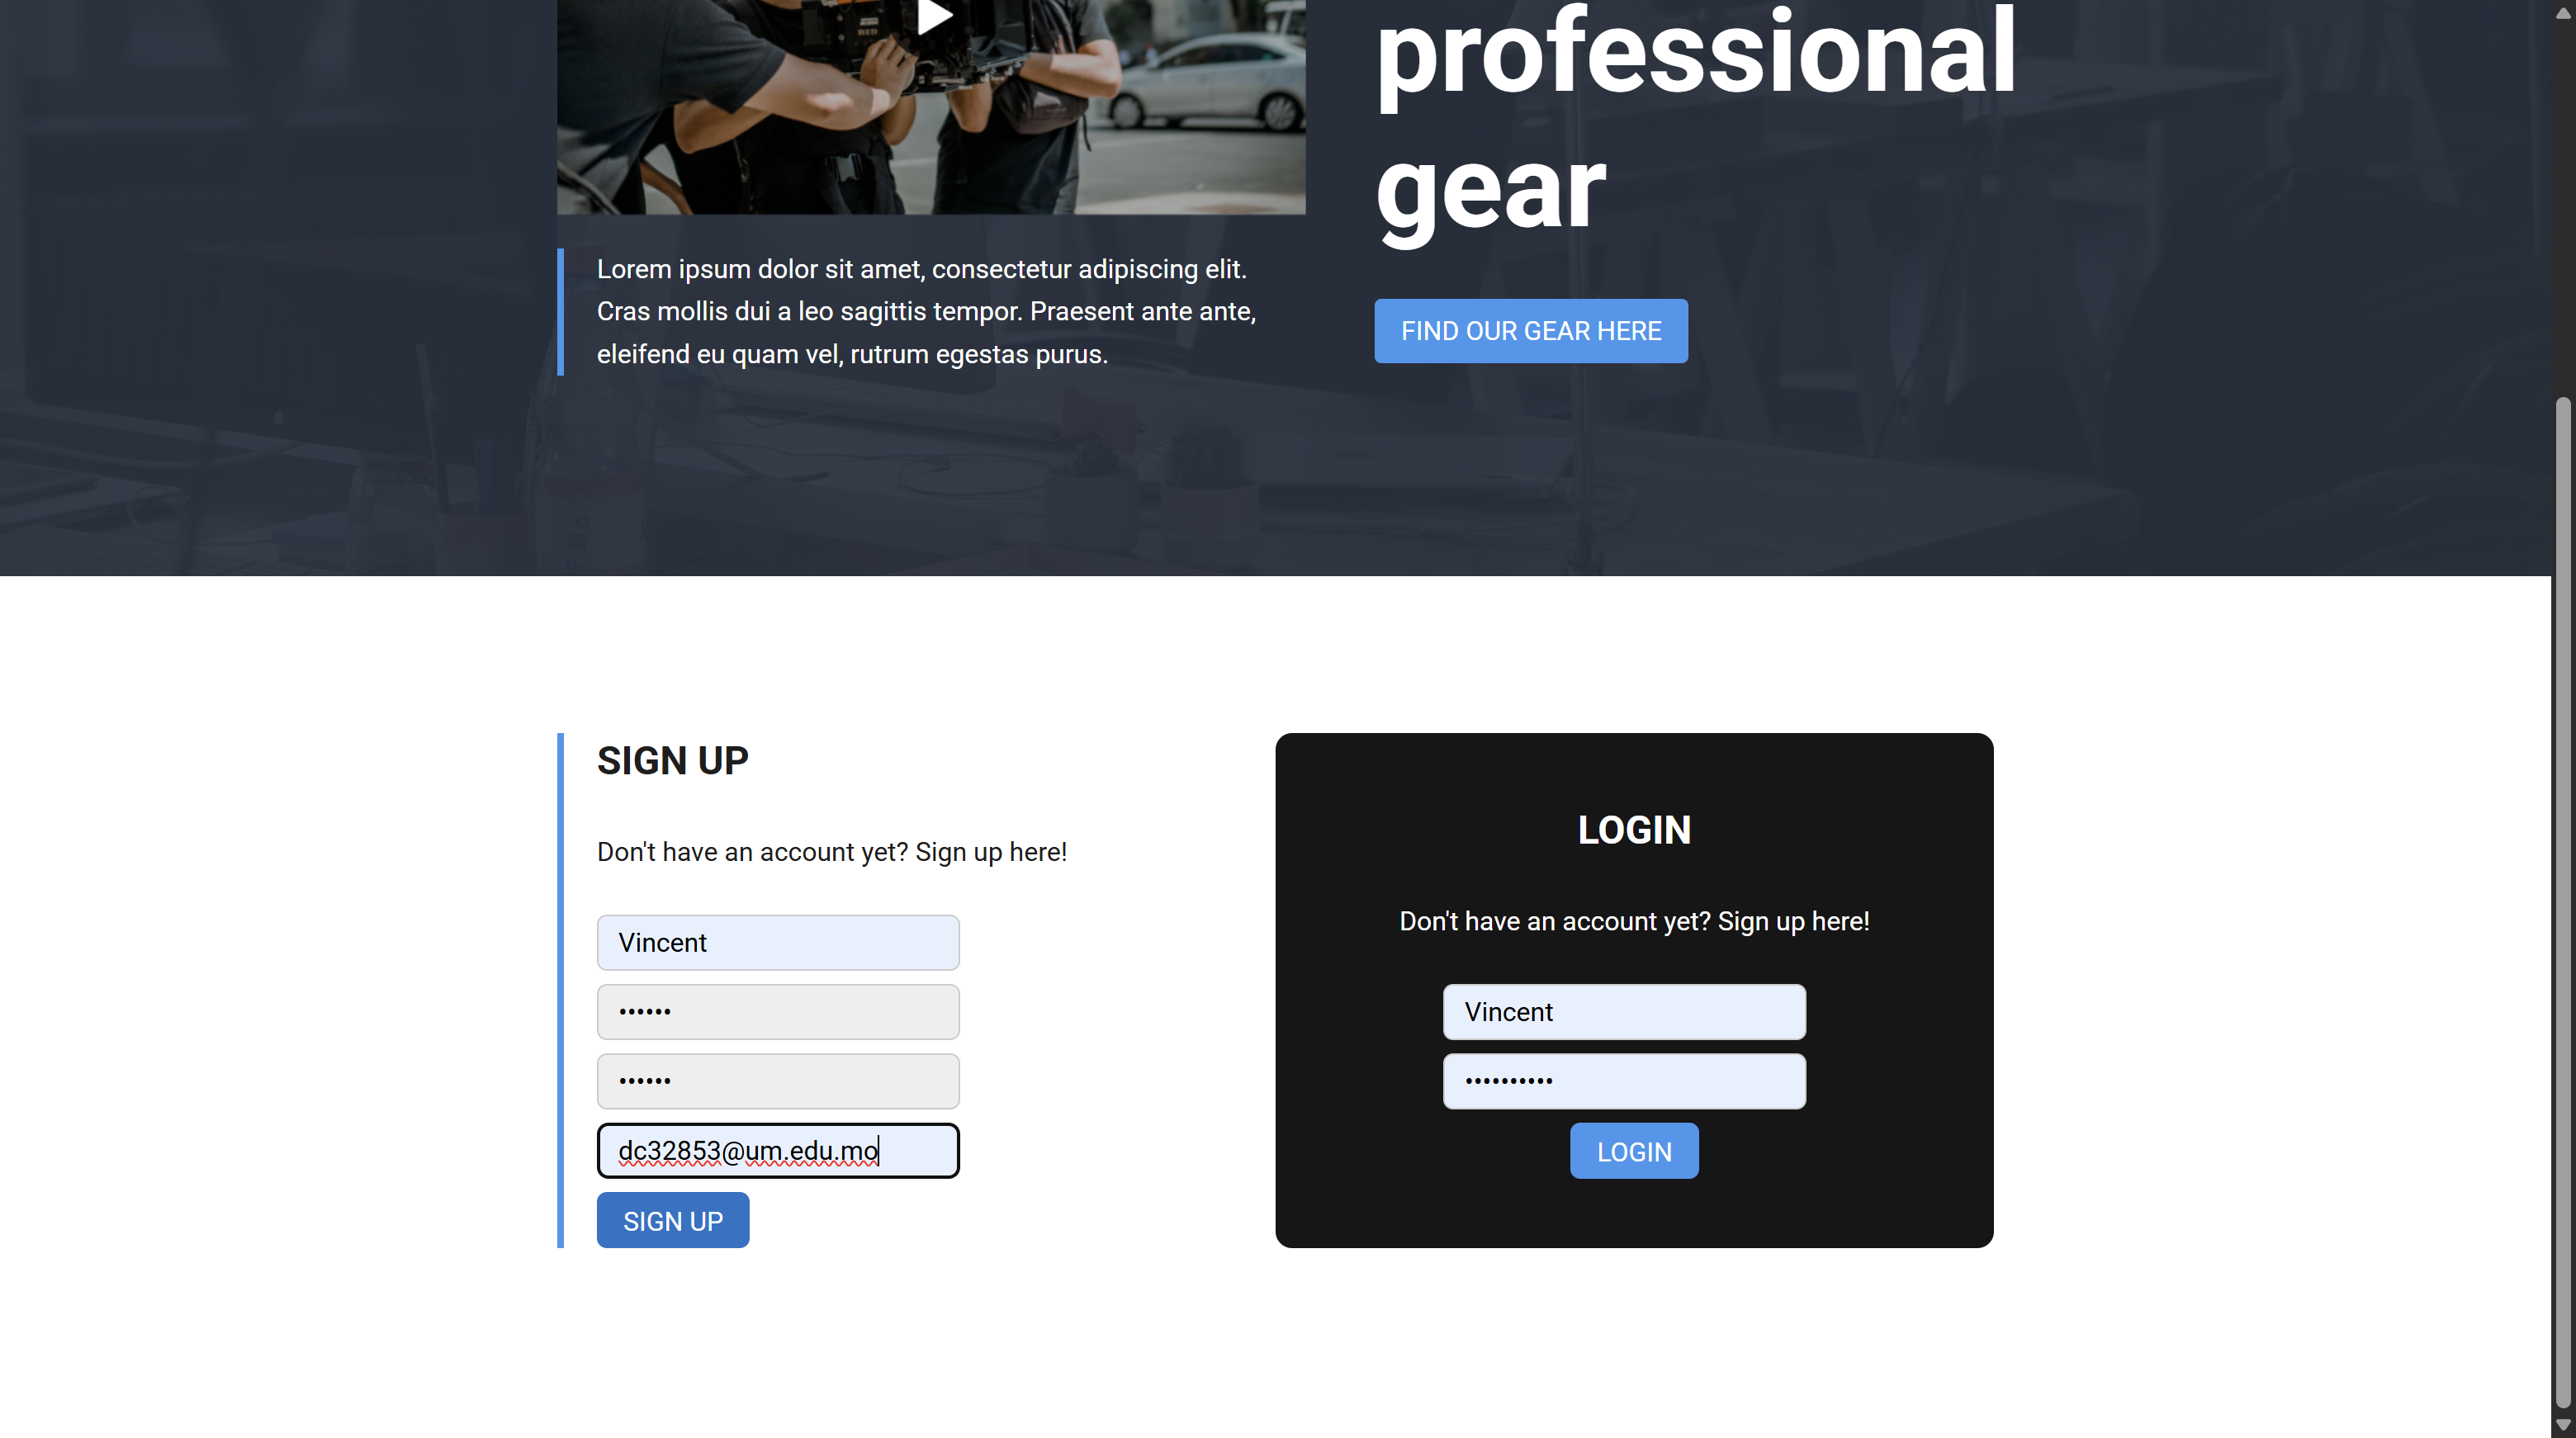 RED
professional
gear
Lorem ipsum dolor sit amet, consectetur adipiscing elit.
Cras mollis dui a leo sagittis tempor. Praesent ante ante,
eleifend eu quam vel, rutrum egestas purus.
FIND OUR GEAR HERE
SIGN UP
Don't have an account yet? Sign up here!
Vincent
••••••
••••••
dc32853@um.edu.mo
SIGN UP
LOGIN
Don't have an account yet? Sign up here!
Vincent
••••••••••
LOGIN